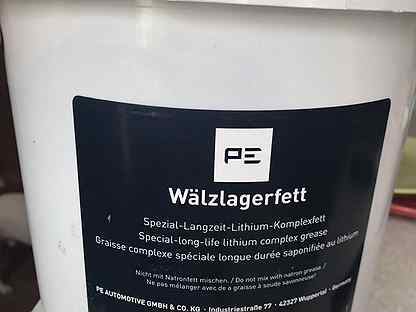 PE
Wälzlagerfett
Spezial-Langzeit-Lithium-Komplexfett
Special-long-life lithium complex grease
Graisse complexe spéciale longue durée saponifiée au lithium
Nicht mit Natronfett mischen. / Do not mix with natron grease. /
Ne pas mélanger avec de a graisse à soude savonneuse!
PE AUTOMOTIVE GMBH & CO. KG · Industriestraße 77 · 42327 Wuppertal · Germany